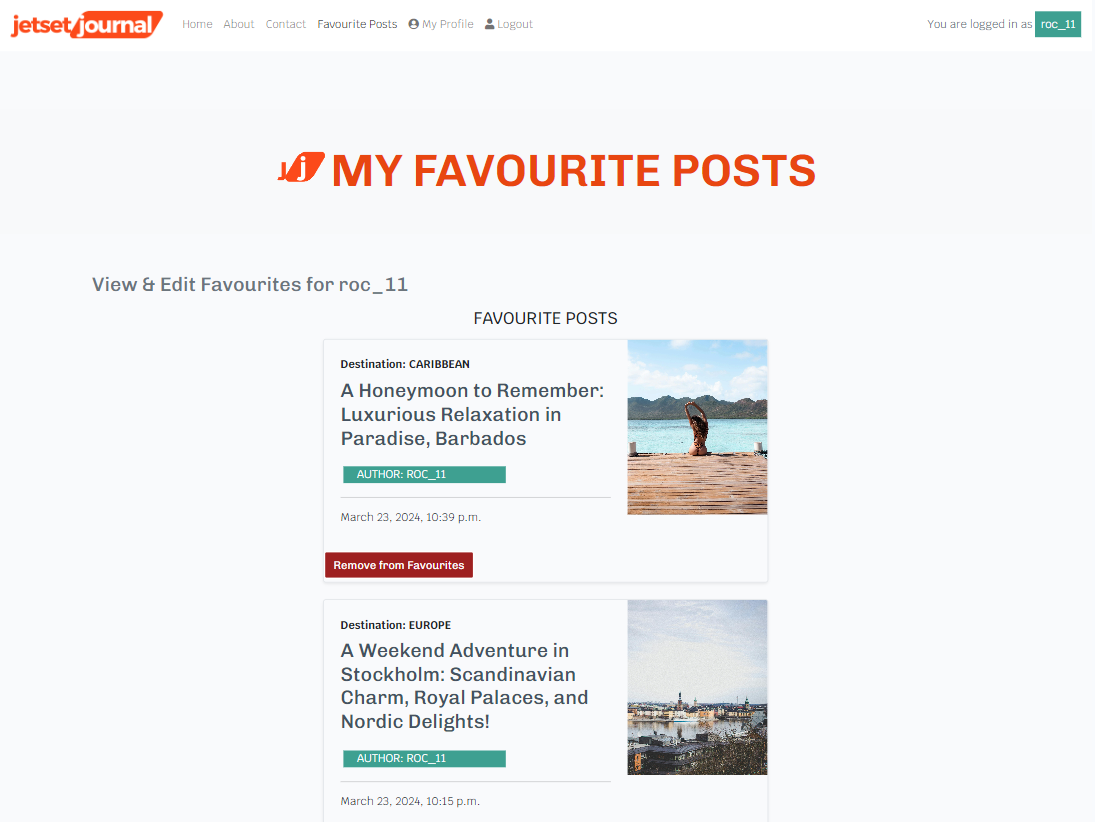 jetset/journal Home About Contact Favourite Posts My Profile Logout You are logged in as roc_11
Jj MY FAVOURITE POSTS
View & Edit Favourites for roc_11
FAVOURITE POSTS
Destination: CARIBBEAN
A Honeymoon to Remember:
Luxurious Relaxation in
Paradise, Barbados
AUTHOR: ROC_11
March 23, 2024, 10:39 p.m.
Remove from Favourites
Destination: EUROPE
A Weekend Adventure in
Stockholm: Scandinavian
Charm, Royal Palaces, and
Nordic Delights!
AUTHOR: ROC_11
March 23, 2024, 10:15 p.m.